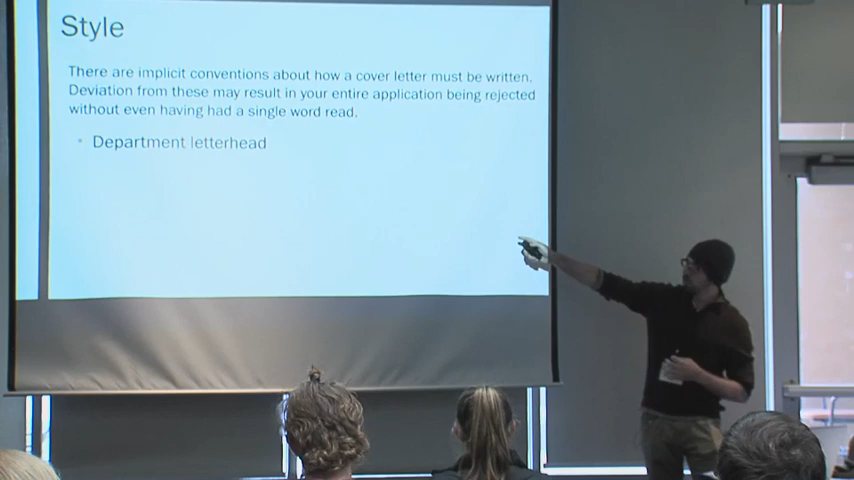 Style
There are implicit conventions about how a cover letter must be written.
Deviation from these may result in your entire application being rejected
without even having had a single word read.
• Department letterhead